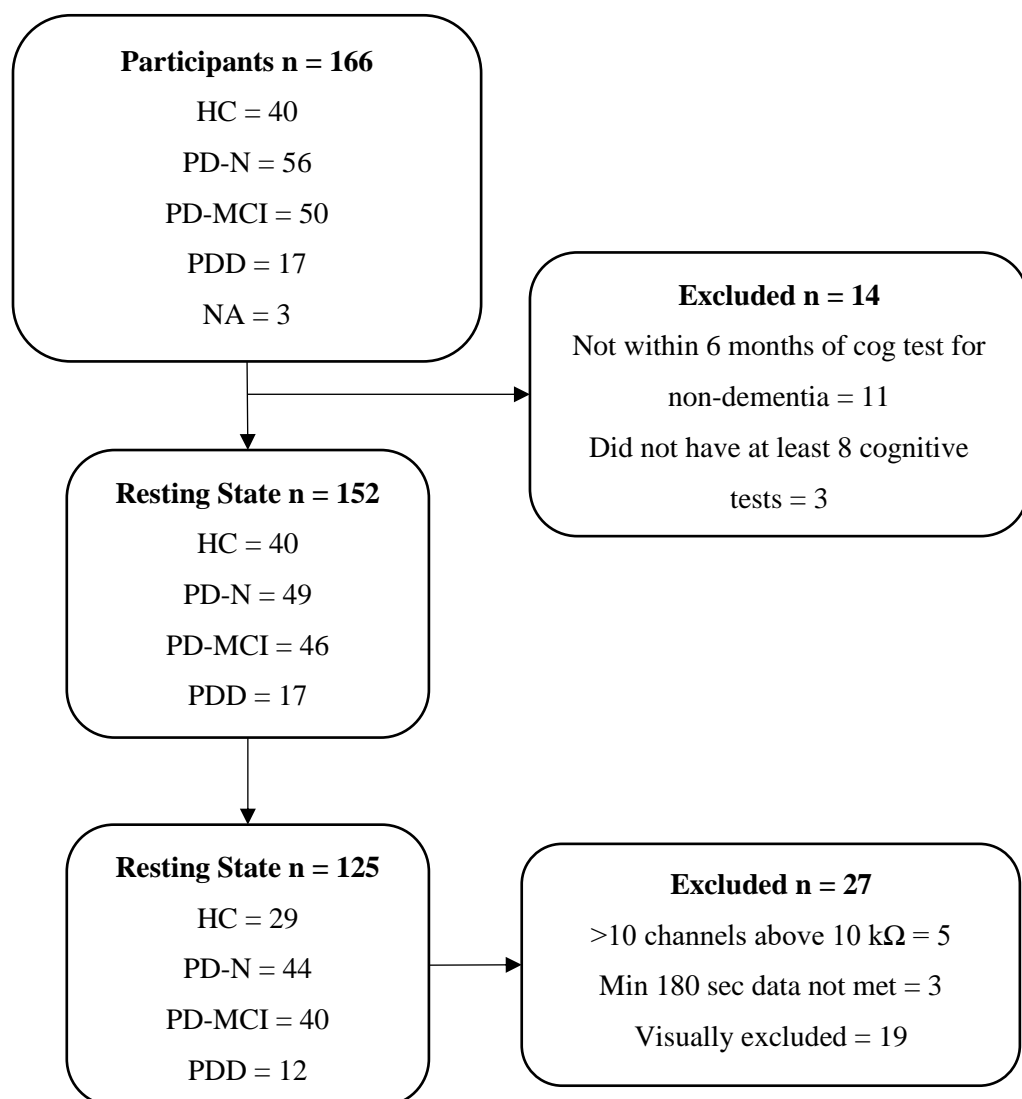 Participants n = 166
HC = 40
PD-N = 56
PD-MCI = 50
PDD = 17
NA = 3
Excluded n = 14
Not within 6 months of cog test for
non-dementia = 11
Did not have at least 8 cognitive
tests = 3
Resting State n = 152
HC = 40
PD-N = 49
PD-MCI = 46
PDD = 17
Resting State n = 125
HC = 29
PD-N = 44
PD-MCI = 40
PDD = 12
Excluded n = 27
>10 channels above 10 kΩ = 5
Min 180 sec data not met = 3
Visually excluded = 19